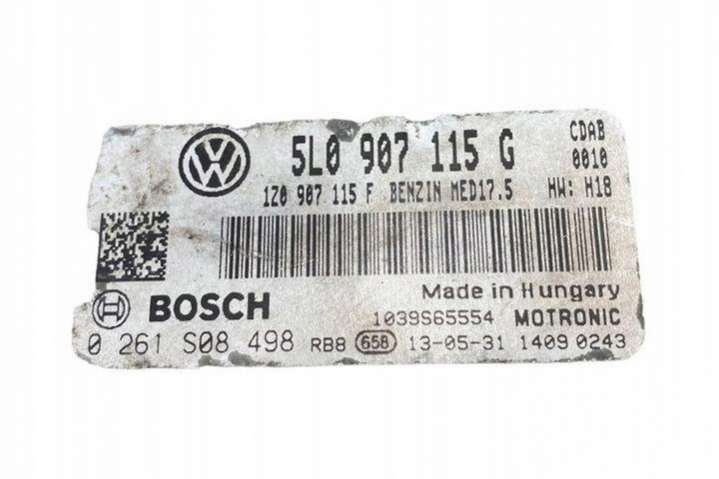 5L0 907 115 G CDAB
0010
1Z0 907 115 F BENZIN MED17.5 HW: H18
BOSCH Made in Hungary
1039S65554 MOTRONIC
0 261 S08 498 RB8 658 13-05-31 1409 0243